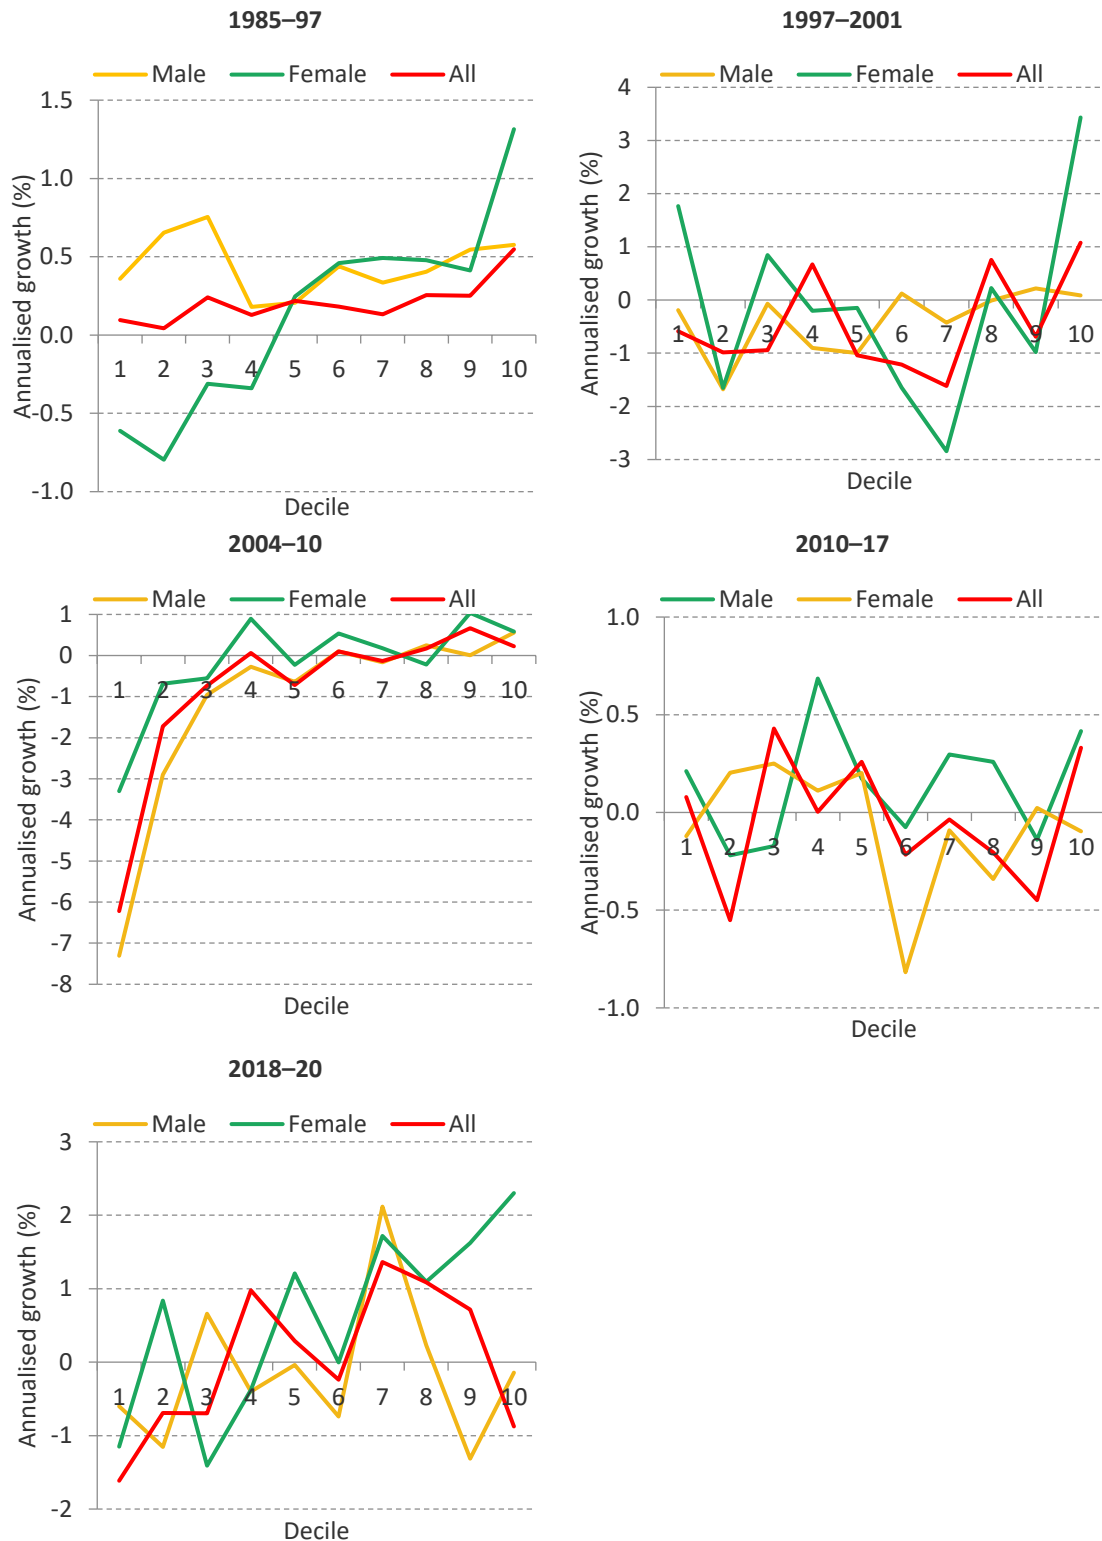 1985–97
Male Female All
1.5
1.0
0.5
0.0
-0.5
-1.0
Annualised growth (%)
1 2 3 4 5 6 7 8 9 10
Decile
1997–2001
Male Female All
4
3
2
1
0
-1
-2
-3
Annualised growth (%)
1 2 3 4 5 6 7 8 9 10
Decile
2004–10
Male Female All
1
0
-1
-2
-3
-4
-5
-6
-7
-8
Annualised growth (%)
1 2 3 4 5 6 7 8 9 10
Decile
2010–17
Male Female All
1.0
0.5
0.0
-0.5
-1.0
Annualised growth (%)
1 2 3 4 5 6 7 8 9 10
Decile
2018–20
Male Female All
3
2
1
0
-1
-2
Annualised growth (%)
1 2 3 4 5 6 7 8 9 10
Decile